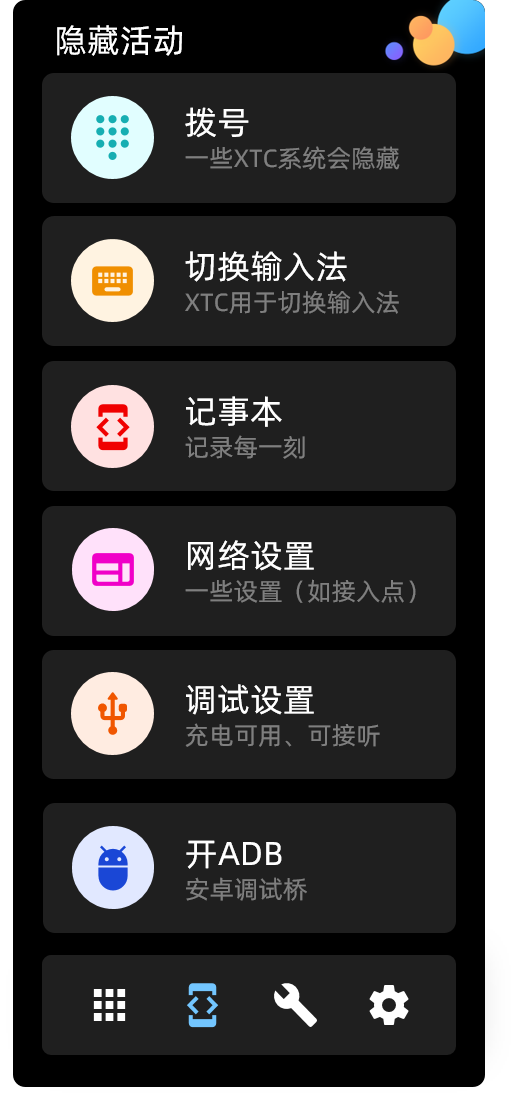 隐藏活动
拨号
一些XTC系统会隐藏
切换输入法
XTC用于切换输入法
记事本
记录每一刻
网络设置
一些设置（如接入点）
调试设置
充电可用、可接听
开ADB
安卓调试桥